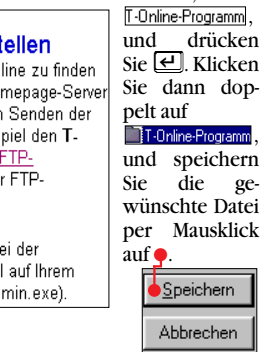 tellen
line zu finden
mepage-Server
n Senden der
piel den T-
FTP-
r FTP-
ei der
l auf Ihrem
min.exe).
T-Online-Programm,
und drücken
Sie ↵. Klicken
Sie dann dop-
pelt auf
T-Online-Programm,
und speichern
Sie die ge-
wünschte Datei
per Mausklick
auf
Speichern
Abbrechen